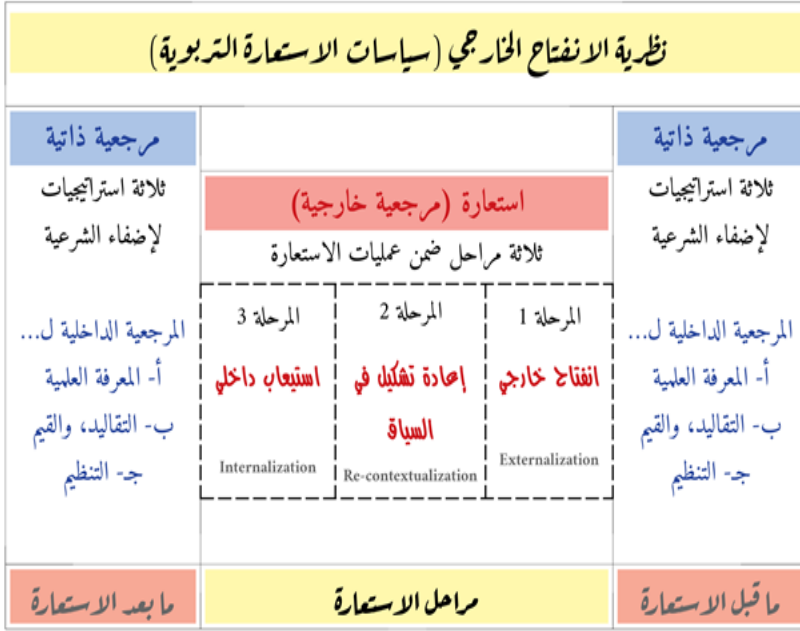 نظرية الانفتاح الخارجي (سياسات الاستعارة التربوية)
مرجعية ذاتية
ثلاثة استراتيجيات
لإضفاء الشرعية
المرجعية الداخلية ل...
أ- المعرفة العلمية
ب- التقاليد، والقيم
جـ- التنظيم
ما قبل الاستعارة
استعارة (مرجعية خارجية)
ثلاثة مراحل ضمن عمليات الاستعارة
المرحلة 1
انفتاح خارجي
Externalization
المرحلة 2
إعادة تشكيل في
السياق
Re-contextualization
المرحلة 3
استيعاب داخلي
Internalization
مراحل الاستعارة
مرجعية ذاتية
ثلاثة استراتيجيات
لإضفاء الشرعية
المرجعية الداخلية ل...
أ- المعرفة العلمية
ب- التقاليد، والقيم
جـ- التنظيم
ما بعد الاستعارة